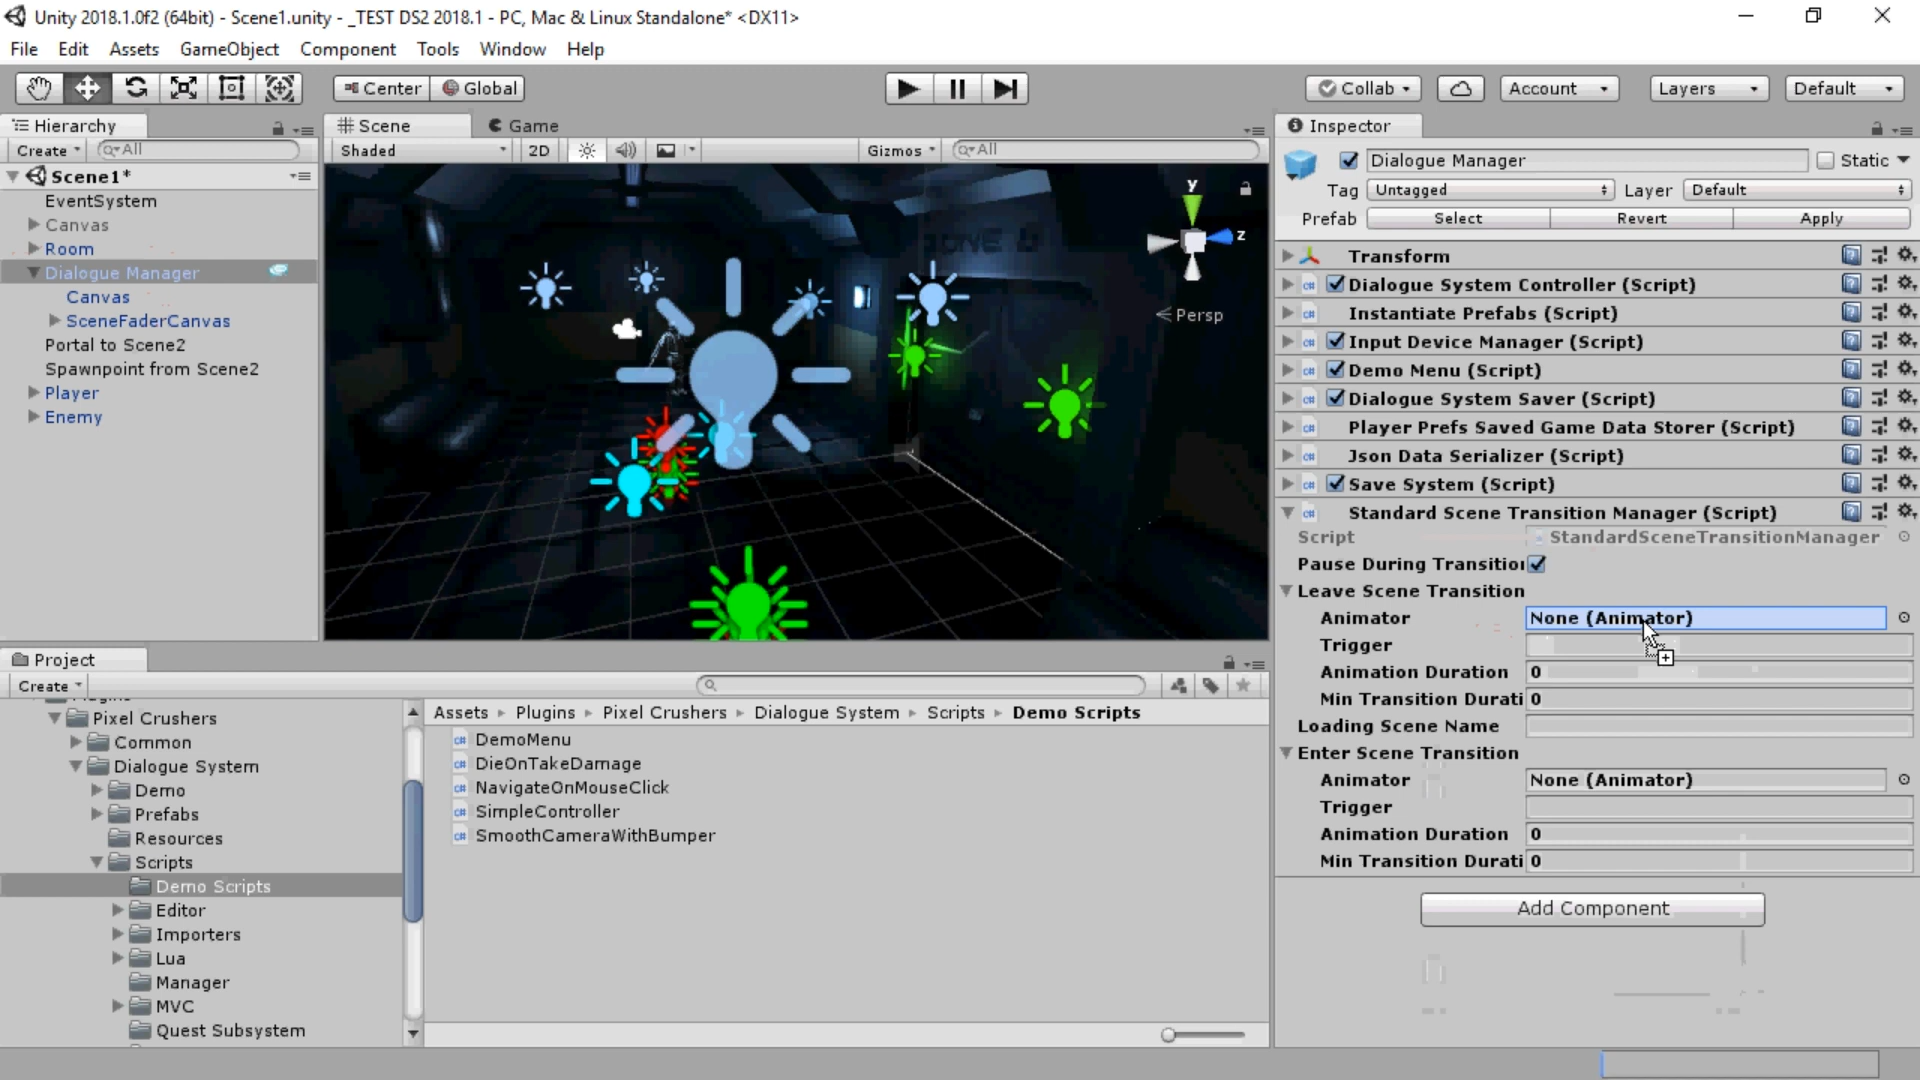 Unity 2018.1.0f2 (64bit) - Scene1.unity - _TEST DS2 2018.1 - PC, Mac & Linux Standalone* <DX11>
File Edit Assets GameObject Component Tools Window Help
Center Global Collab Account Layers Default
Hierarchy
Create All
Scene1*
EventSystem
Canvas
Room
Dialogue Manager
Canvas
SceneFaderCanvas
Portal to Scene2
Spawnpoint from Scene2
Player
Enemy
Scene Game
Shaded 2D Gizmos All
y
z
Persp
Inspector
Dialogue Manager Static
Tag Untagged Layer Default
Prefab Select Revert Apply
Transform
Dialogue System Controller (Script)
Instantiate Prefabs (Script)
Input Device Manager (Script)
Demo Menu (Script)
Dialogue System Saver (Script)
Player Prefs Saved Game Data Storer (Script)
Json Data Serializer (Script)
Save System (Script)
Standard Scene Transition Manager (Script)
Script StandardSceneTransitionManager
Pause During Transitio
Leave Scene Transition
Animator None (Animator)
Trigger
Animation Duration 0
Min Transition Durati 0
Loading Scene Name
Enter Scene Transition
Animator None (Animator)
Trigger
Animation Duration 0
Min Transition Durati 0
Add Component
Project
Create
Pixel Crushers
Common
Dialogue System
Demo
Prefabs
Resources
Scripts
Demo Scripts
Editor
Importers
Lua
Manager
MVC
Quest Subsystem
Assets Plugins Pixel Crushers Dialogue System Scripts Demo Scripts
DemoMenu
DieOnTakeDamage
NavigateOnMouseClick
SimpleController
SmoothCameraWithBumper